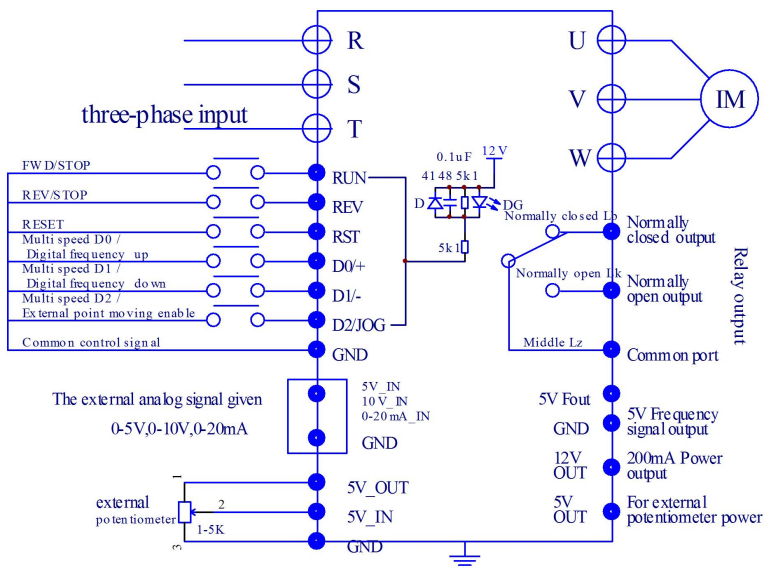 R
S
three-phase input
T
FWD/STOP
RUN
REV/STOP
REV
RESET
RST
Multi speed D0 /
Digital frequency up
D0/+
Multi speed D1 /
Digital frequency down
D1/-
Multi speed D2 /
External point moving enable
D2/JOG
Common control signal
GND
The external analog signal given
0-5V,0-10V,0-20mA
5V_IN
10V_IN
0-20mA_IN
GND
1
5V_OUT
external
potentiometer
2
5V_IN
1-5K
3
GND
0.1uF
12V
4148
5k1
D
DG
5k1
U
V
IM
W
Normally closed Lb
Normally
closed output
Normally open Lk
Normally
open output
Middle Lz
Common port
Relay output
5V Fout
GND
5V Frequency
signal output
12V
OUT
200mA Power
output
5V
OUT
For external
potentiometer power